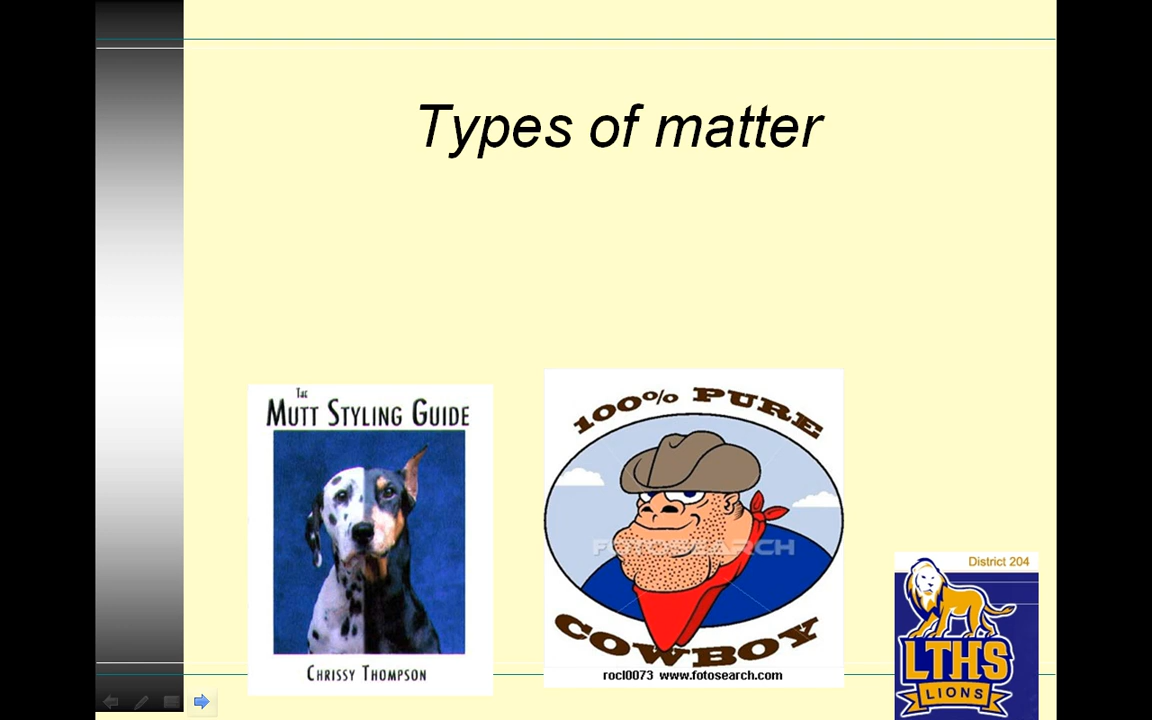 Types of matter
The
Mutt Styling Guide
Chrissy Thompson
100% PURE
FOTOSEARCH
COWBOY
rocl0073 www.fotosearch.com
District 204
LTHS
LIONS